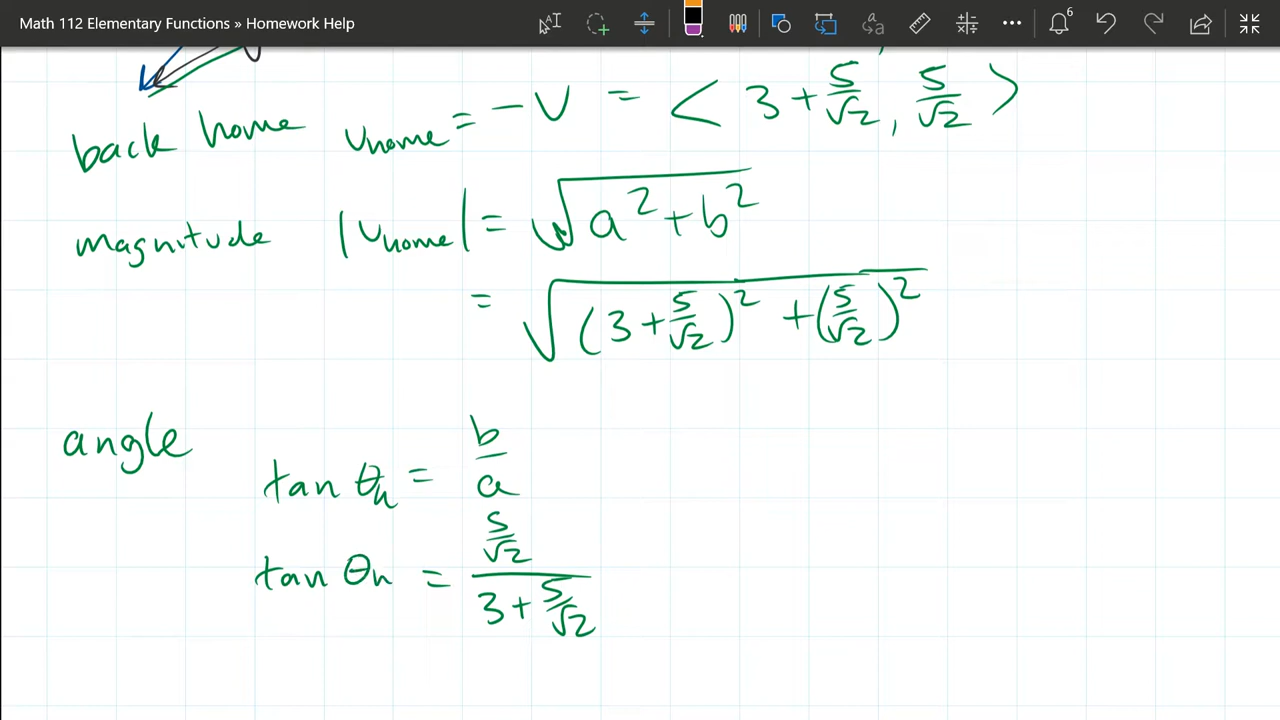 Math 112 Elementary Functions » Homework Help
6
back home v_home = -v = < 3 + 5/√2, 5/√2 >
magnitude |v_home| = √(a² + b²)
= √((3 + 5/√2)² + (5/√2)²)
angle
tan θ_h = b/a
tan θ_h = (5/√2)/(3 + 5/√2)